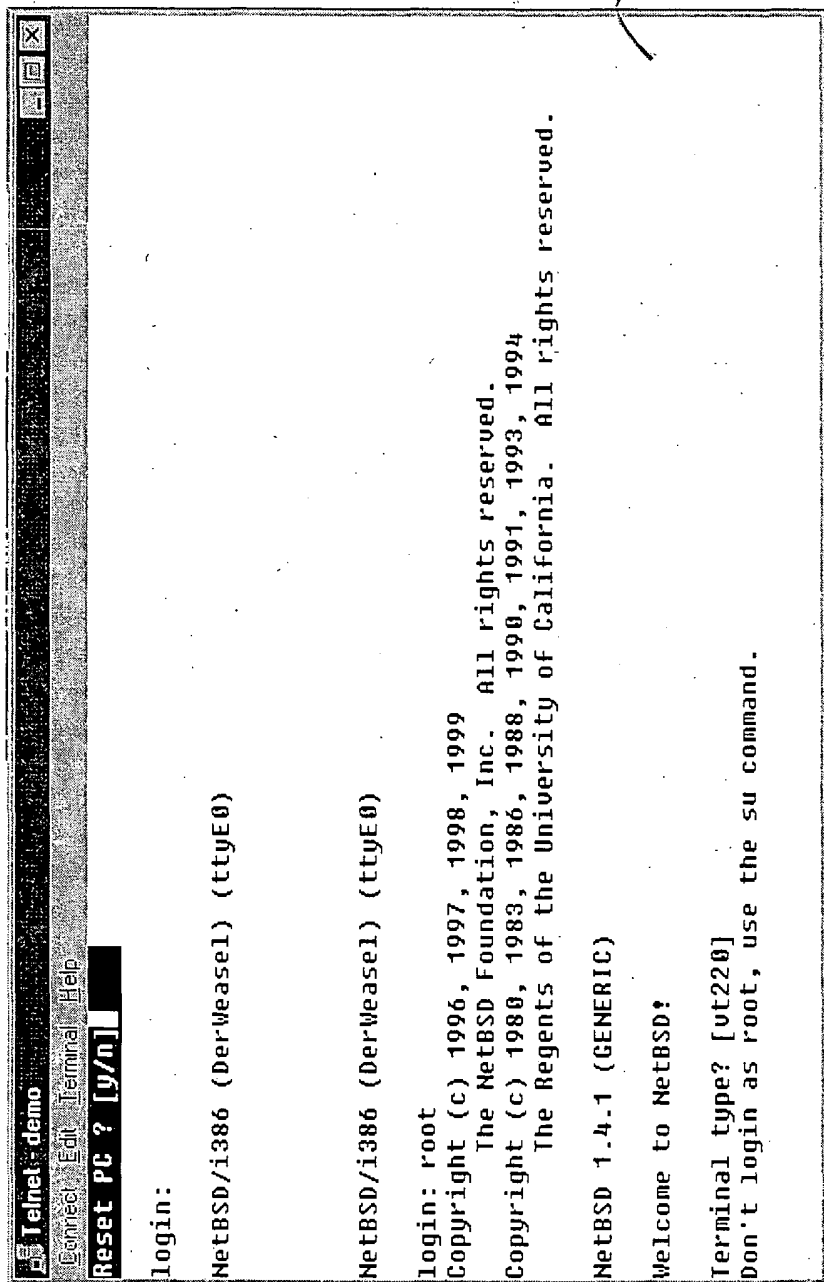 Telnet - demo
Connect Edit Terminal Help
Reset PC ? [y/n]
login:
NetBSD/i386 (DerWeasel) (ttyE0)
NetBSD/i386 (DerWeasel) (ttyE0)
login: root
Copyright (c) 1996, 1997, 1998, 1999
The NetBSD Foundation, Inc. All rights reserved.
Copyright (c) 1980, 1983, 1986, 1988, 1990, 1991, 1993, 1994
The Regents of the University of California. All rights reserved.
NetBSD 1.4.1 (GENERIC)
Welcome to NetBSD!
Terminal type? [vt220]
Don't login as root, use the su command.